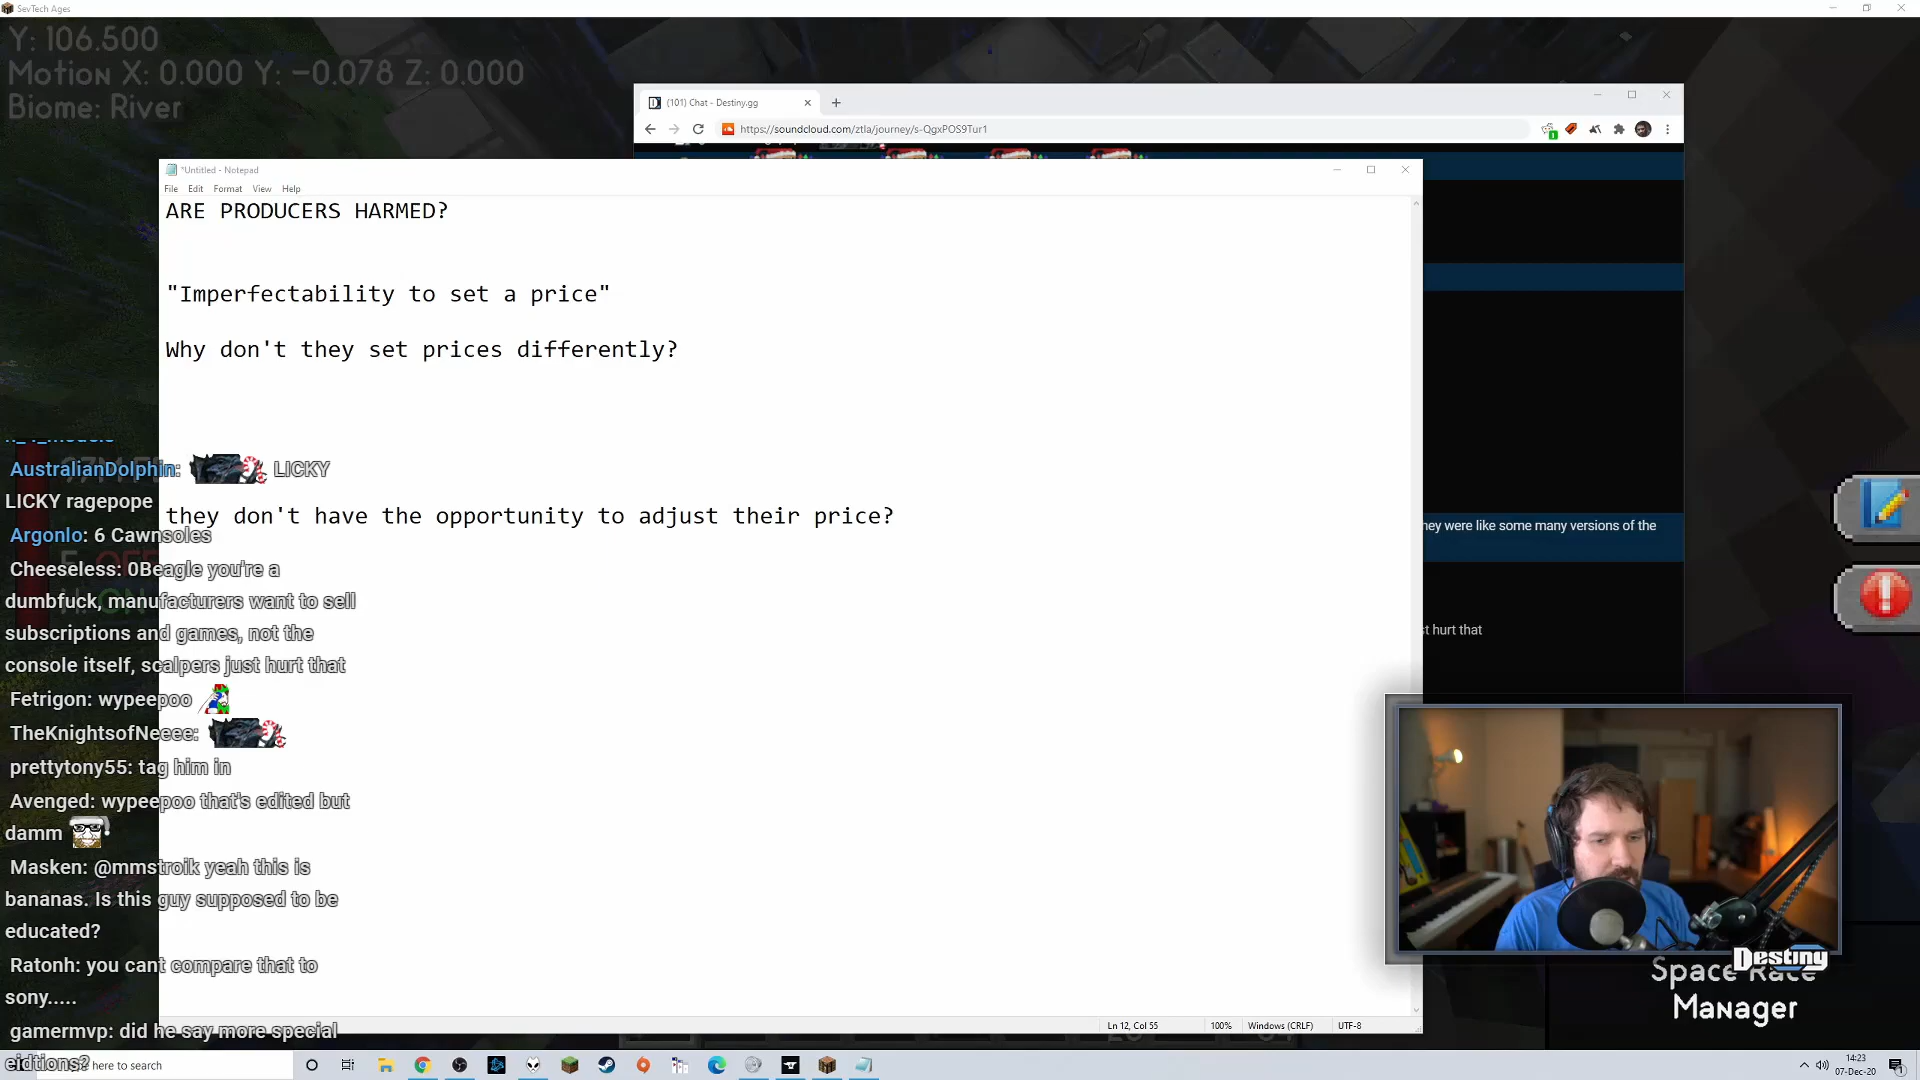 SevTech Ages
Y: 106.500
Motion X: 0.000 Y: -0.078 Z: 0.000
Biome: River
(101) Chat - Destiny.gg
https://soundcloud.com/ztla/journey/s-QgxPOS9Tur1
*Untitled - Notepad
File Edit Format View Help
ARE PRODUCERS HARMED?
"Imperfectability to set a price"
Why don't they set prices differently?
they don't have the opportunity to adjust their price?
AustralianDolphin: LICKY
LICKY ragepope
Argonlo: 6 Cawnsoles
Cheeseless: 0Beagle you're a
dumbfuck, manufacturers want to sell
subscriptions and games, not the
console itself, scalpers just hurt that
Fetrigon: wypeepoo
TheKnightsofNeeee:
prettytony55: tag him in
Avenged: wypeepoo that's edited but
damm
Masken: @mmstroik yeah this is
bananas. Is this guy supposed to be
educated?
Ratonh: you cant compare that to
sony.....
gamermvp: did he say more special
eidtions?
hey were like some many versions of the
t hurt that
Destiny
Space Race
Manager
Ln 12, Col 55 100% Windows (CRLF) UTF-8
here to search
14:23
07-Dec-20